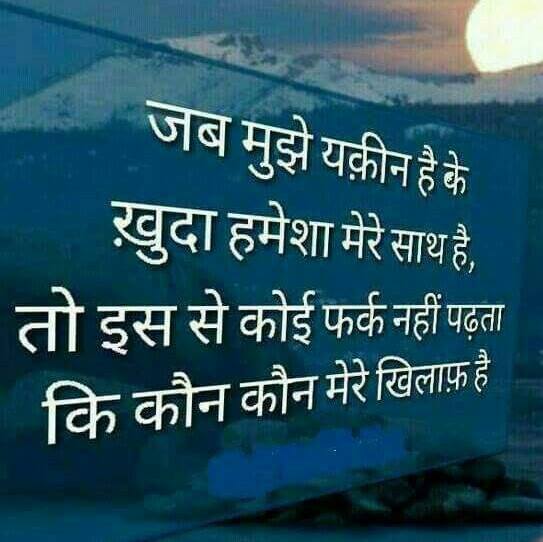 जब मुझे यक़ीन है के
ख़ुदा हमेशा मेरे साथ है,
तो इस से कोई फर्क नहीं पढ़ता
कि कौन कौन मेरे खिलाफ़ है